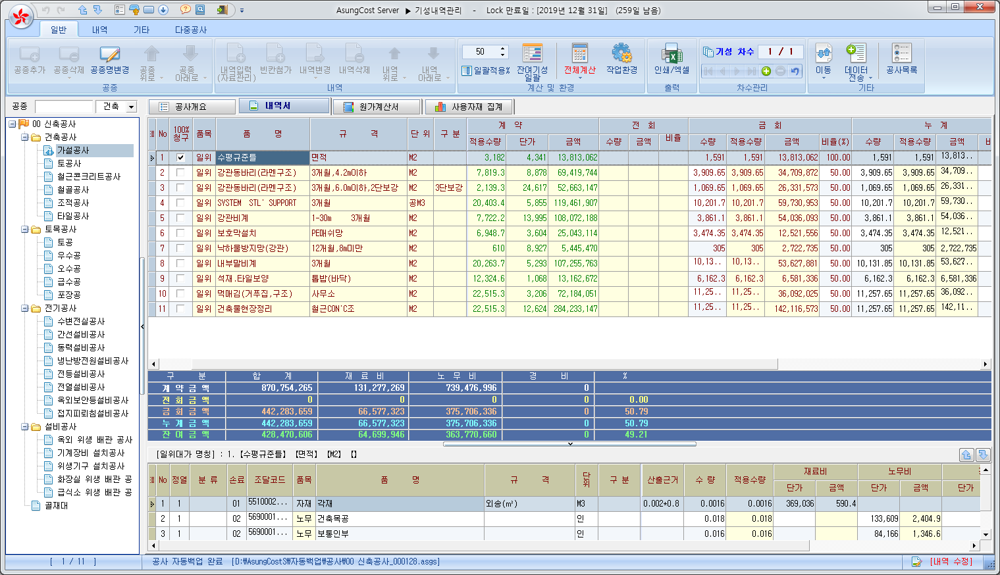 AsungCost Server ▶ 기성내역관리 - Lock 만료일 : [2019년 12월 31일] (259일 남음)
일반 내역 기타 다중공사
공종추가 공종삭제 공종명변경 공종 위로 공종 아래로 공종
내역입력 (자료관리) 빈칸첨가 내역변경 내역삭제 내역 위로 내역 아래로 내역
50 일괄적용% 잔여기성 일괄 전체계산 작업환경 계산 및 환경
인쇄/엑셀 출력
기성 차수 1 / 1 차수관리
이동 데이터 전송 공사목록 기타
공종 건축
00 신축공사
건축공사
가설공사
토공사
철근콘크리트공사
철골공사
조적공사
타일공사
토목공사
토공
우수공
오수공
급수공
포장공
전기공사
수변전실공사
간선설비공사
동력설비공사
냉난방전원설비공사
전등설비공사
전열설비공사
옥외보안등설비공사
접지피뢰침설비공사
설비공사
옥외 위생 배관 공사
기계장비 설치공사
위생기구 설치공사
화장실 위생 배관 공
급식소 위생 배관 공
골재대
공사개요 내역서 원가계산서 사용자재 집계
No 100% 청구 품목 품 명 규 격 단 위 구 분 계 약 전 회 금 회 누 계
적용수량 단가 금액 수량 금액 비율 수량 적용수량 금액 비율(%) 수량 적용수량 금액 비
1 일위 수평규준틀 면적 M2 3,182 4,341 13,813,062 1,591 1,591 13,813,062 100.00 1,591 1,591 13,813..
2 일위 강관동바리(라멘구조) 3개월,4.2m이하 M2 7,819.3 8,878 69,419,744 3,909.65 3,909.65 34,709,872 50.00 3,909.65 3,909.65 34,709..
3 일위 강관동바리(라멘구조) 3개월,6.0m이하,2단보강 M2 3단보강 2,139.3 24,617 52,663,147 1,069.65 1,069.65 26,331,573 50.00 1,069.65 1,069.65 26,331..
4 일위 SYSTEM STL' SUPPORT 3개월 공M3 20,403.4 5,855 119,461,907 10,201.7 10,201.7 59,730,953 50.00 10,201.7 10,201.7 59,730..
5 일위 강관비계 1-30m 3개월 M2 7,722.2 13,995 108,072,188 3,861.1 3,861.1 54,036,093 50.00 3,861.1 3,861.1 54,036..
6 일위 보호막설치 PE매쉬망 M2 6,948.7 3,604 25,043,114 3,474.35 3,474.35 12,521,556 50.00 3,474.35 3,474.35 12,521..
7 일위 낙하물방지망(강관) 12개월,8m미만 M2 610 8,927 5,445,470 305 305 2,722,735 50.00 305 305 2,722,735
8 일위 내부말비계 3개월 M2 20,263.7 5,293 107,255,763 10,13.. 10,13.. 53,627,881 50.00 10,131.85 10,131.85 53,627..
9 일위 석재.타일보양 톱밥(바닥) M2 12,324.6 1,068 13,162,672 6,162.3 6,162.3 6,581,336 50.00 6,162.3 6,162.3 6,581,336
10 일위 먹매김(거푸집,구조) 사무소 M2 22,515.3 3,206 72,184,051 11,25.. 11,25.. 36,092,025 50.00 11,257.65 11,257.65 36,092..
11 일위 건축물현장정리 철근CON'C조 M2 22,515.3 12,624 284,233,147 11,25.. 11,25.. 142,116,573 50.00 11,257.65 11,257.65 142,11..
구 분 합 계 재 료 비 노 무 비 경 비 %
계 약 금 액 870,754,265 131,277,269 739,476,996 0
전 회 금 액 0 0 0 0 0.00
금 회 금 액 442,283,659 66,577,323 375,706,336 0 50.79
누 계 금 액 442,283,659 66,577,323 375,706,336 0 50.79
잔 여 금 액 428,470,606 64,699,946 363,770,660 0 49.21
[일위대가 명칭] : 1. 【수평규준틀】 【면적】 【M2】 【】
No 정열 분 류 손료 조달코드 품목 품 명 규 격 단위 구 분 산출근거 수 량 적용수량 재료비 노무비
단가 금액 단가 금액 단가
1 1 01 5510002... 자재 각재 외송(㎥) M3 0.002*0.8 0.0016 0.0016 369,036 590.4
2 1 02 5690001... 노무 건축목공 인 0.018 0.018 133,609 2,404.9
3 1 02 5690001... 노무 보통인부 인 0.016 0.016 84,166 1,346.6
[ 1 / 11 ] 공사 자동백업 완료 [D:₩AsungCostS₩자동백업₩공사₩00 신축공사_000128.asgs] [내역 수정]